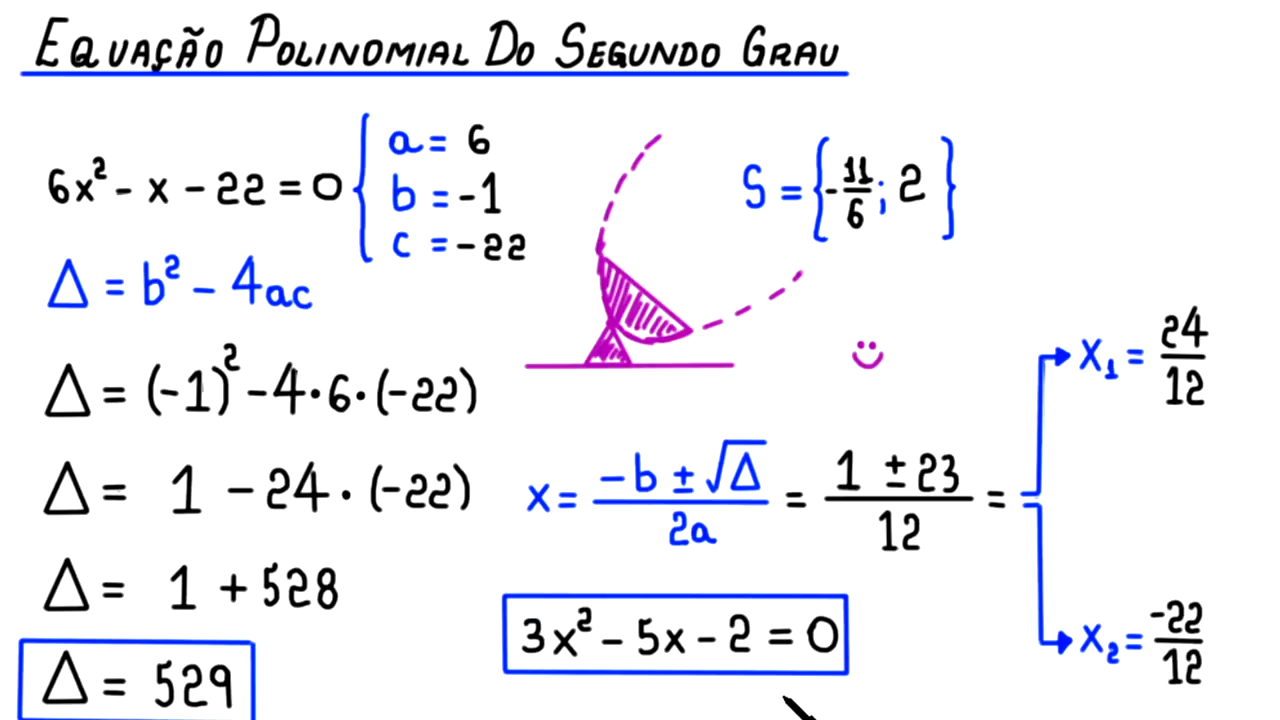 EQUAÇÃO POLINOMIAL DO SEGUNDO GRAU
6x² - x - 22 = 0
a = 6
b = -1
c = -22
S = {-11/6 ; 2}
Δ = b² - 4ac
Δ = (-1)² - 4·6·(-22)
Δ = 1 - 24·(-22)
Δ = 1 + 528
Δ = 529
x = (-b ± √Δ)/2a = (1 ± 23)/12 =
x₁ = 24/12
x₂ = -22/12
3x² - 5x - 2 = 0